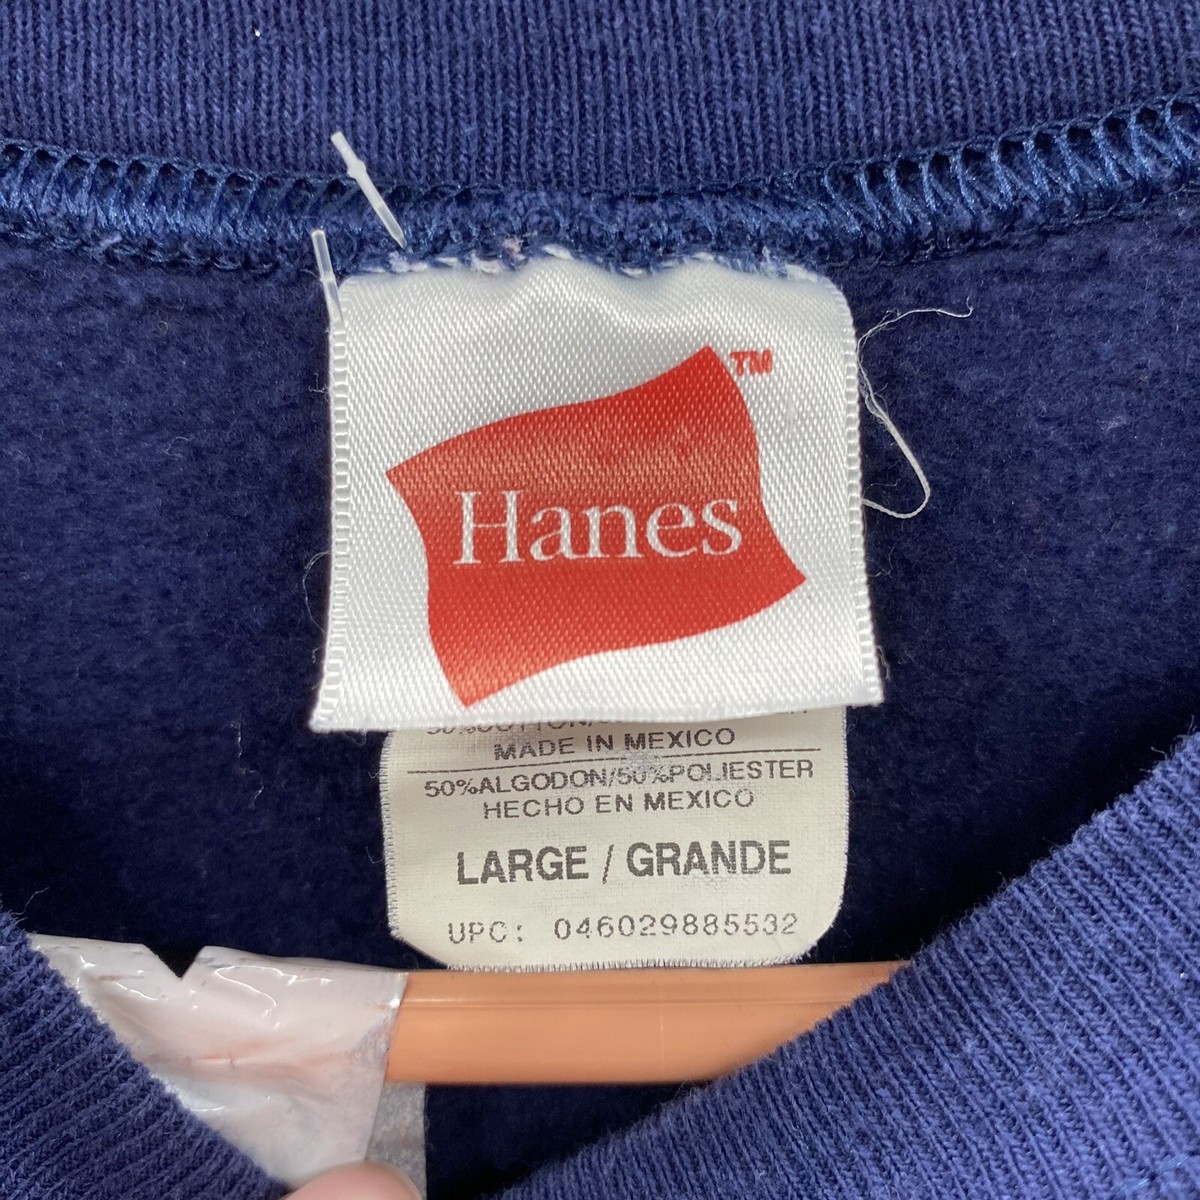 Hanes
TM
MADE IN MEXICO
50%ALGODON/50%POLIESTER
HECHO EN MEXICO
LARGE / GRANDE
UPC: 046029885532